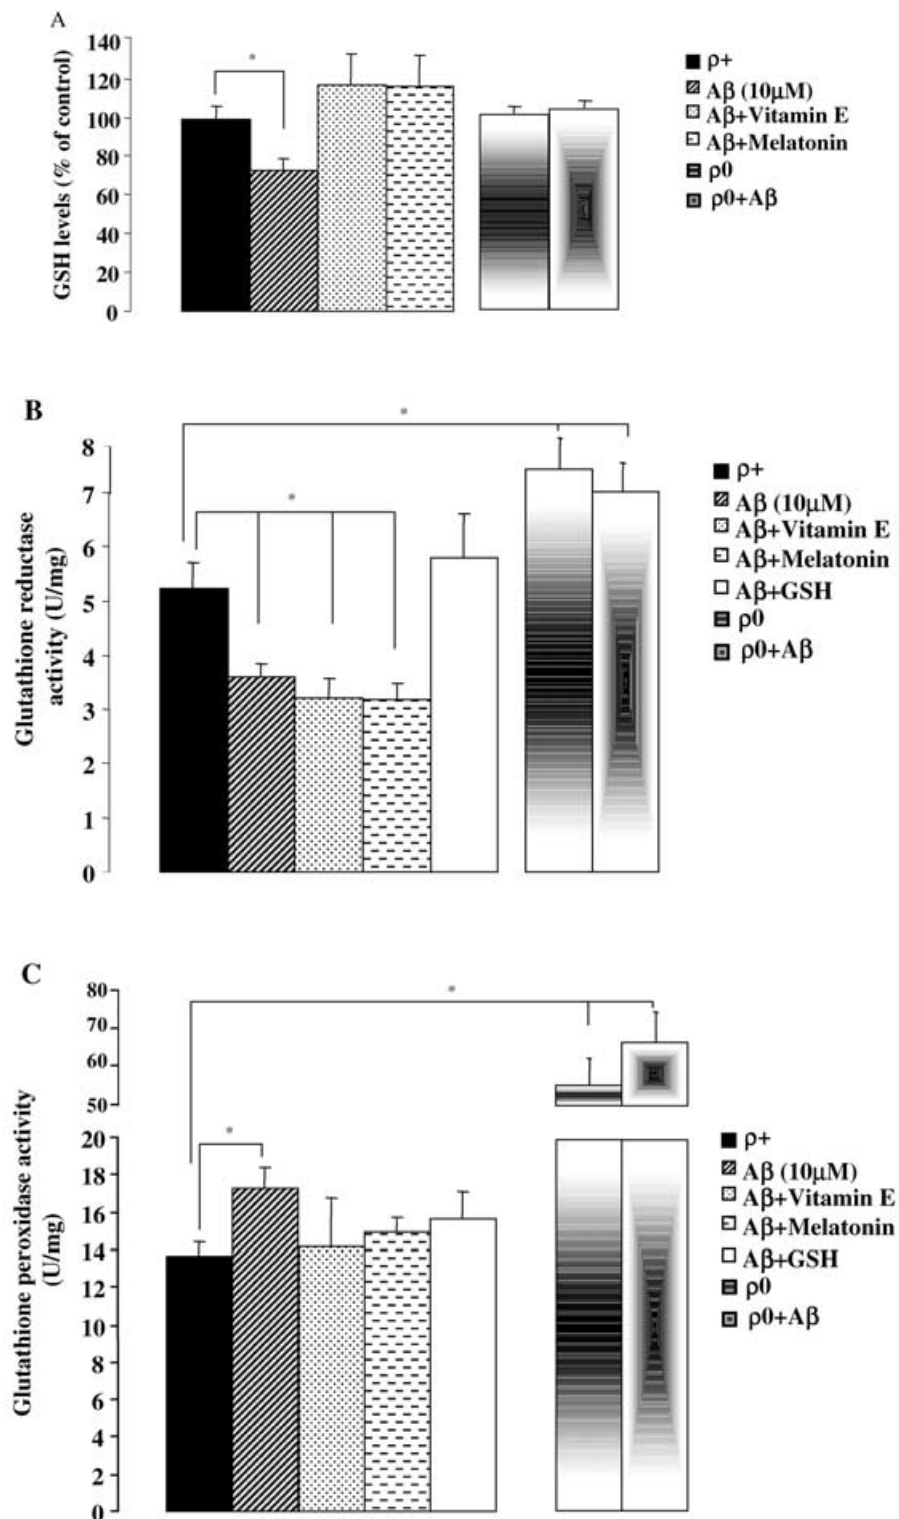 A
GSH levels (% of control)
140
120
100
80
60
40
20
0
*
ρ+
Aβ (10μM)
Aβ+Vitamin E
Aβ+Melatonin
ρ0
ρ0+Aβ
B
Glutathione reductase
activity (U/mg)
8
7
6
5
4
3
2
1
0
*
*
ρ+
Aβ (10μM)
Aβ+Vitamin E
Aβ+Melatonin
Aβ+GSH
ρ0
ρ0+Aβ
C
Glutathione peroxidase activity
(U/mg)
80
70
60
50
20
18
16
14
12
10
8
6
4
2
0
*
*
ρ+
Aβ (10μM)
Aβ+Vitamin E
Aβ+Melatonin
Aβ+GSH
ρ0
ρ0+Aβ